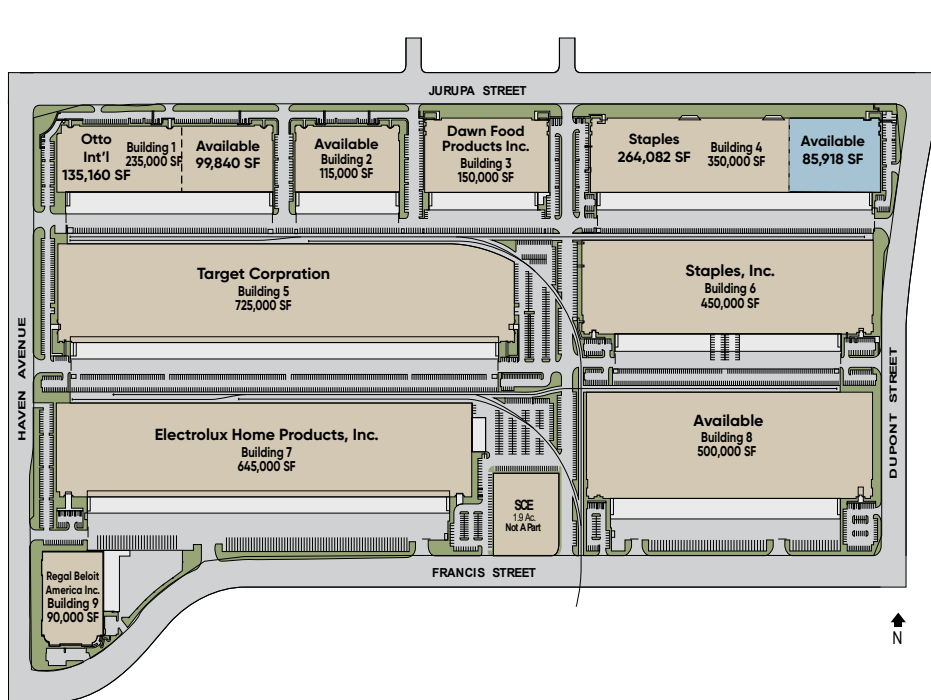 JURUPA STREET
Otto
Int'l
135,160 SF
Building 1
235,000 SF
Available
99,840 SF
Available
Building 2
115,000 SF
Dawn Food
Products Inc.
Building 3
150,000 SF
Staples
264,082 SF
Building 4
350,000 SF
Available
85,918 SF
Target Corpration
Building 5
725,000 SF
Staples, Inc.
Building 6
450,000 SF
HAVEN AVENUE
DUPONT STREET
Electrolux Home Products, Inc.
Building 7
645,000 SF
Available
Building 8
500,000 SF
SCE
1.9 Ac.
Not A Part
FRANCIS STREET
Regal Beloit
America Inc.
Building 9
90,000 SF
N